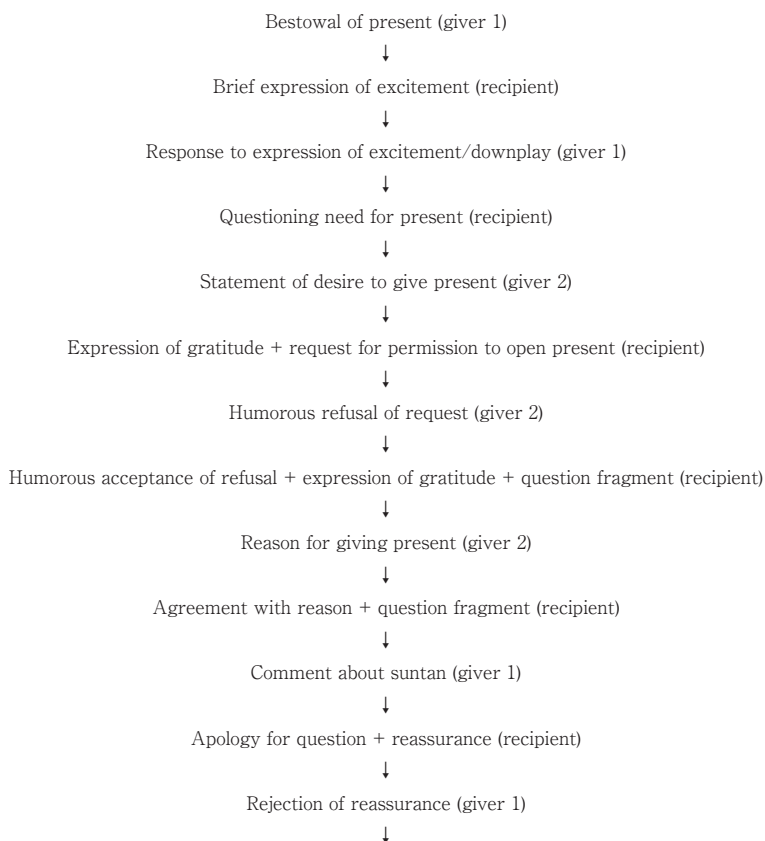 Bestowal of present (giver 1)
↓
Brief expression of excitement (recipient)
↓
Response to expression of excitement/downplay (giver 1)
↓
Questioning need for present (recipient)
↓
Statement of desire to give present (giver 2)
↓
Expression of gratitude + request for permission to open present (recipient)
↓
Humorous refusal of request (giver 2)
↓
Humorous acceptance of refusal + expression of gratitude + question fragment (recipient)
↓
Reason for giving present (giver 2)
↓
Agreement with reason + question fragment (recipient)
↓
Comment about suntan (giver 1)
↓
Apology for question + reassurance (recipient)
↓
Rejection of reassurance (giver 1)
↓